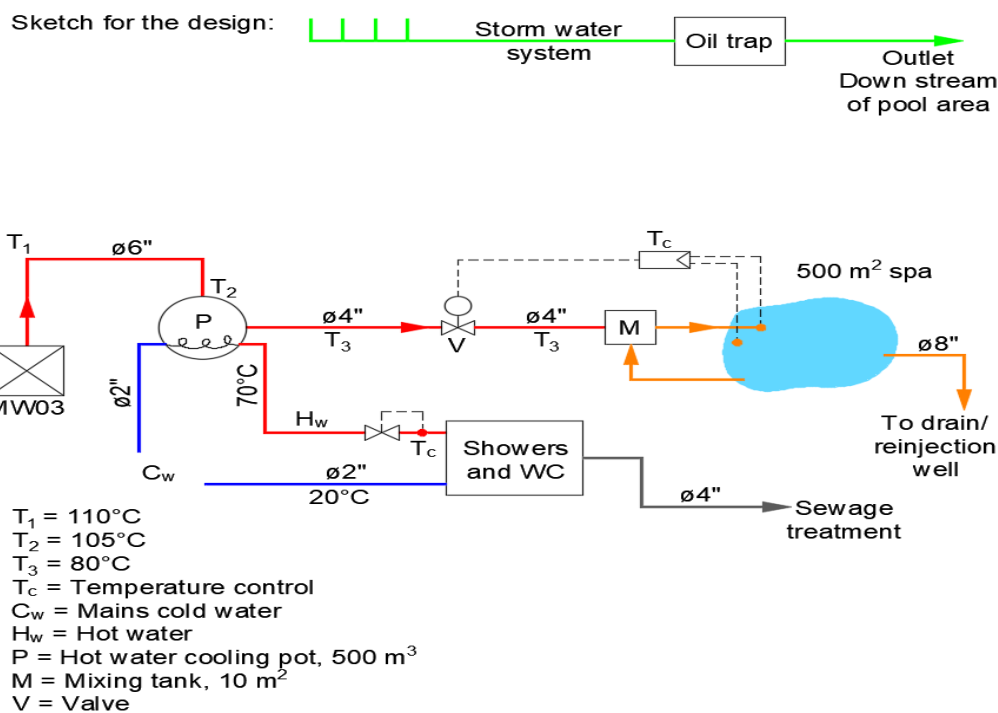 Sketch for the design:
Storm water
system
Oil trap
Outlet
Down stream
of pool area
T₁
ø6"
T₂
P
ø4"
T₃
V
ø4"
T₃
M
Tc
500 m² spa
ø8"
To drain/
reinjection
well
MW03
ø2"
70°C
Hw
Tc
Cw
ø2"
20°C
Showers
and WC
ø4"
Sewage
treatment
T₁ = 110°C
T₂ = 105°C
T₃ = 80°C
Tc = Temperature control
Cw = Mains cold water
Hw = Hot water
P = Hot water cooling pot, 500 m³
M = Mixing tank, 10 m²
V = Valve